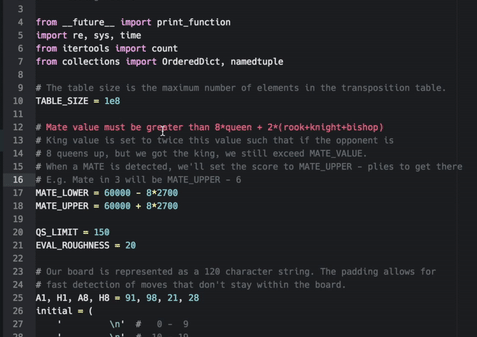 3
4 from __future__ import print_function
5 import re, sys, time
6 from itertools import count
7 from collections import OrderedDict, namedtuple
8
9 # The table size is the maximum number of elements in the transposition table.
10 TABLE_SIZE = 1e8
11
12 # Mate value must be greater than 8*queen + 2*(rook+knight+bishop)
13 # King value is set to twice this value such that if the opponent is
14 # 8 queens up, but we got the king, we still exceed MATE_VALUE.
15 # When a MATE is detected, we'll set the score to MATE_UPPER - plies to get there
16 # E.g. Mate in 3 will be MATE_UPPER - 6
17 MATE_LOWER = 60000 - 8*2700
18 MATE_UPPER = 60000 + 8*2700
19
20 QS_LIMIT = 150
21 EVAL_ROUGHNESS = 20
22
23 # Our board is represented as a 120 character string. The padding allows for
24 # fast detection of moves that don't stay within the board.
25 A1, H1, A8, H8 = 91, 98, 21, 28
26 initial = (
27 ' \n' # 0 - 9
28 ' \n' # 10 - 19